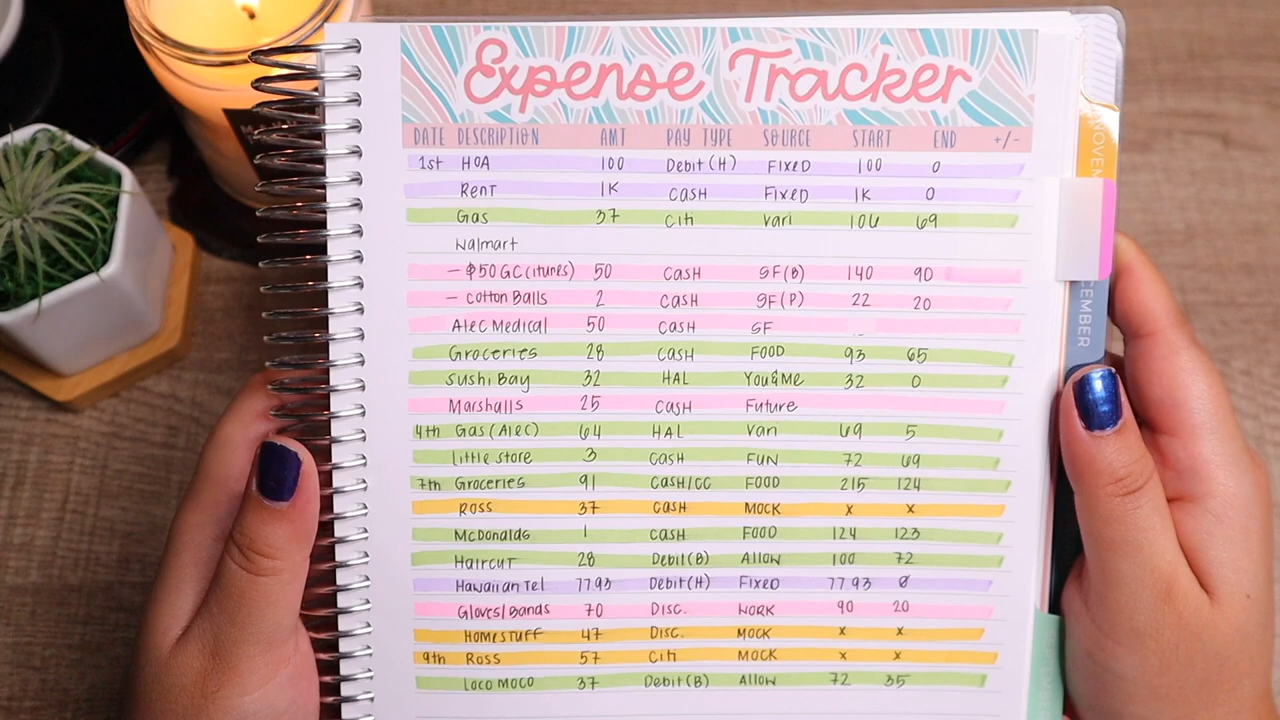 Expense Tracker
DATE DESCRIPTION AMT PAY TYPE SOURCE START END +/-
1st HOA 100 Debit (H) FIXED 100 0
RENT 1K CASH FIXED 1K 0
Gas 37 Citi Vari 106 69
Walmart
- $50 GC (itunes) 50 CASH SF(B) 140 90
- Cotton Balls 2 CASH SF(P) 22 20
Alec Medical 50 CASH SF
Groceries 28 CASH FOOD 93 65
Sushi Bay 32 HAL You&Me 32 0
Marshalls 25 CASH Future
4th Gas (Alec) 64 HAL Vari 69 5
Little Store 3 CASH FUN 72 69
7th Groceries 91 CASH/CC FOOD 215 124
ROSS 37 CASH MOCK x x
McDonalds 1 CASH FOOD 124 123
HAIRCUT 28 Debit(B) Allow 100 72
Hawaiian Tel 77.93 Debit(H) Fixed 77.93 0
Gloves/Bands 70 DISC. WORK 90 20
HOMESTUFF 47 DISC. MOCK x x
9th ROSS 57 Citi MOCK x x
LOCO MOCO 37 Debit(B) Allow 72 35
NOVEM
CEMBER